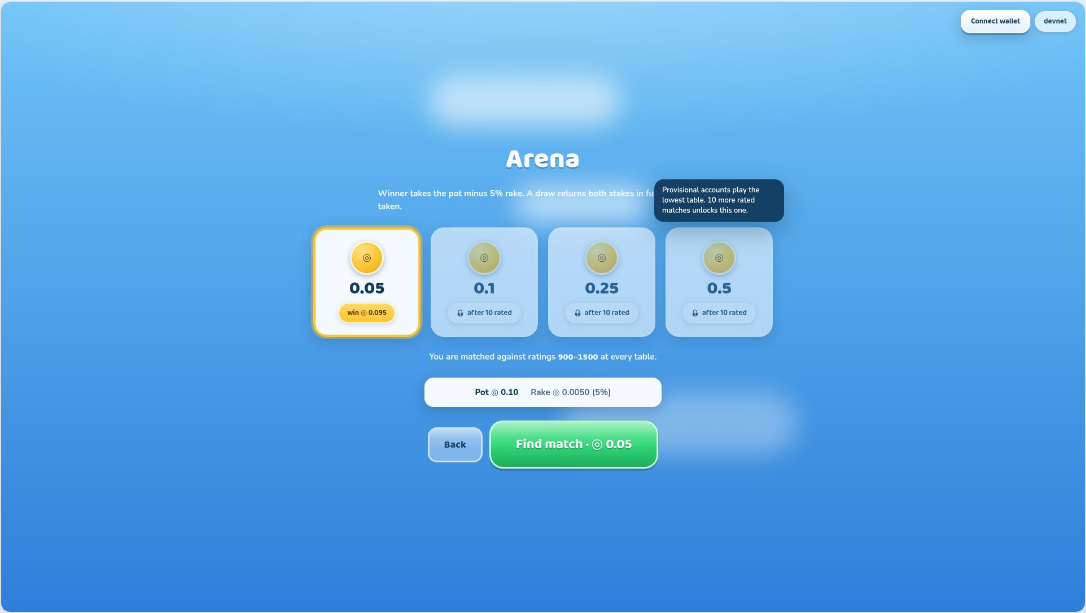 Connect wallet
devnet
Arena
Winner takes the pot minus 5% rake. A draw returns both stakes in
taken.
Provisional accounts play the
lowest table. 10 more rated
matches unlocks this one.
0.05
win ◎ 0.095
0.1
after 10 rated
0.25
after 10 rated
0.5
after 10 rated
You are matched against ratings 900–1500 at every table.
Pot ◎ 0.10 Rake ◎ 0.0050 (5%)
Back
Find match · ◎ 0.05